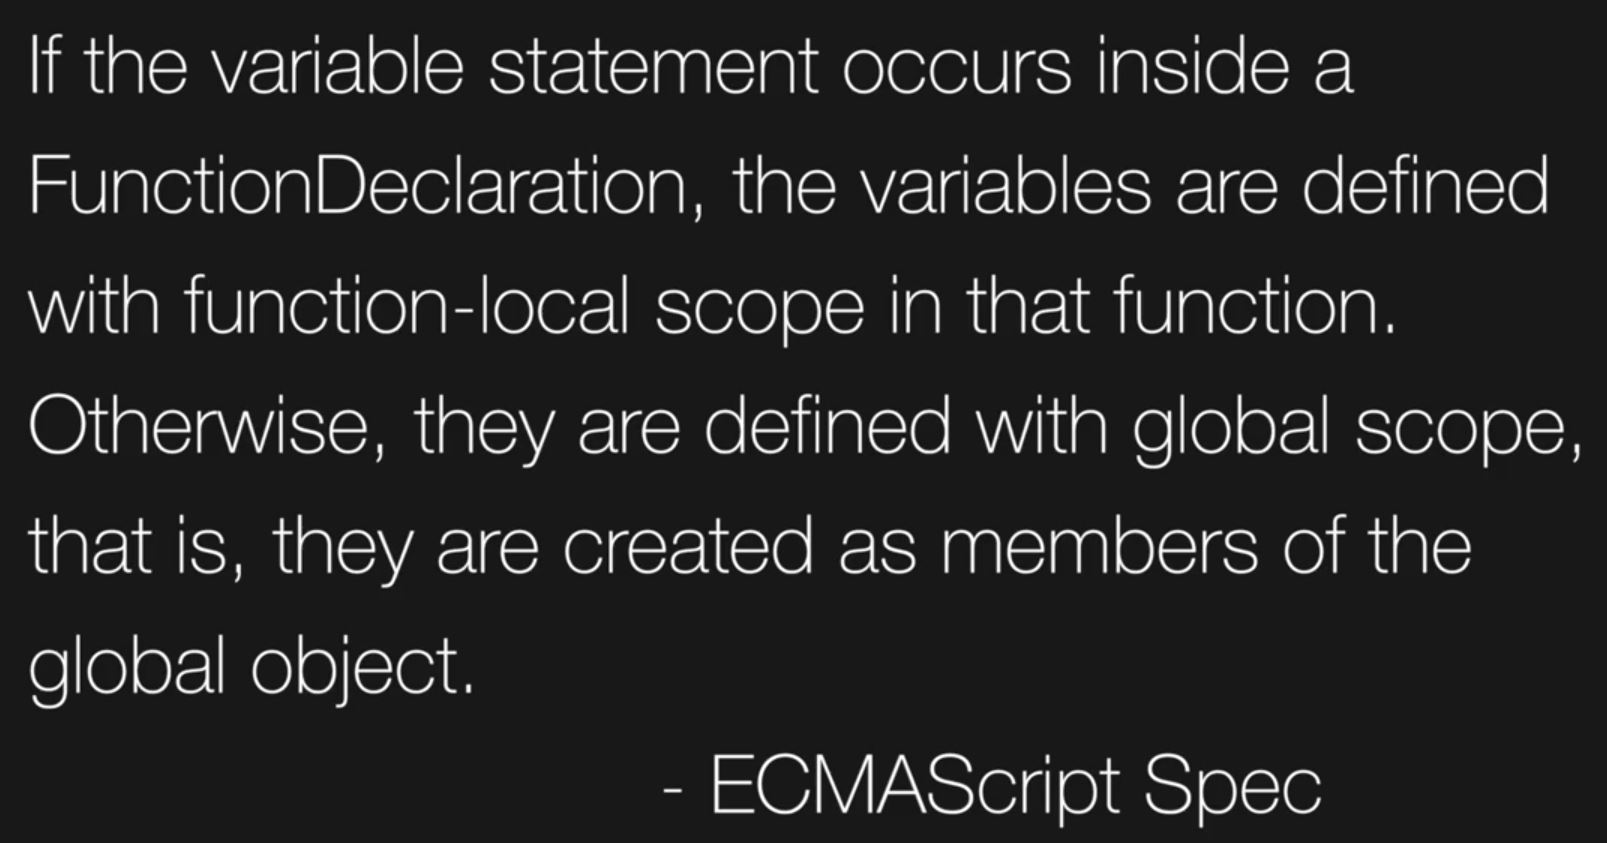 If the variable statement occurs inside a
FunctionDeclaration, the variables are defined
with function-local scope in that function.
Otherwise, they are defined with global scope,
that is, they are created as members of the
global object.
- ECMAScript Spec